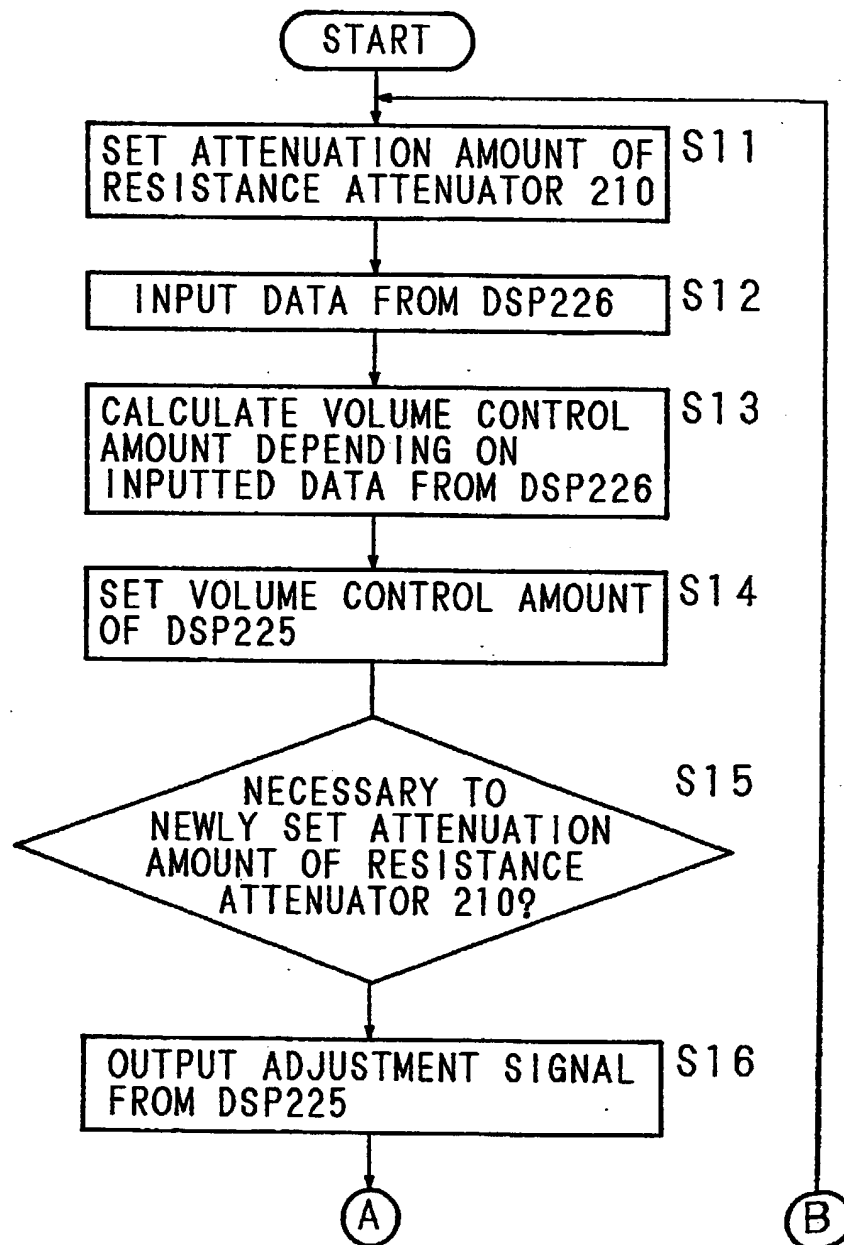 START
SET ATTENUATION AMOUNT OF
RESISTANCE ATTENUATOR 210
S11
INPUT DATA FROM DSP226
S12
CALCULATE VOLUME CONTROL
AMOUNT DEPENDING ON
INPUTTED DATA FROM DSP226
S13
SET VOLUME CONTROL AMOUNT
OF DSP225
S14
NECESSARY TO
NEWLY SET ATTENUATION
AMOUNT OF RESISTANCE
ATTENUATOR 210?
S15
OUTPUT ADJUSTMENT SIGNAL
FROM DSP225
S16
A
B